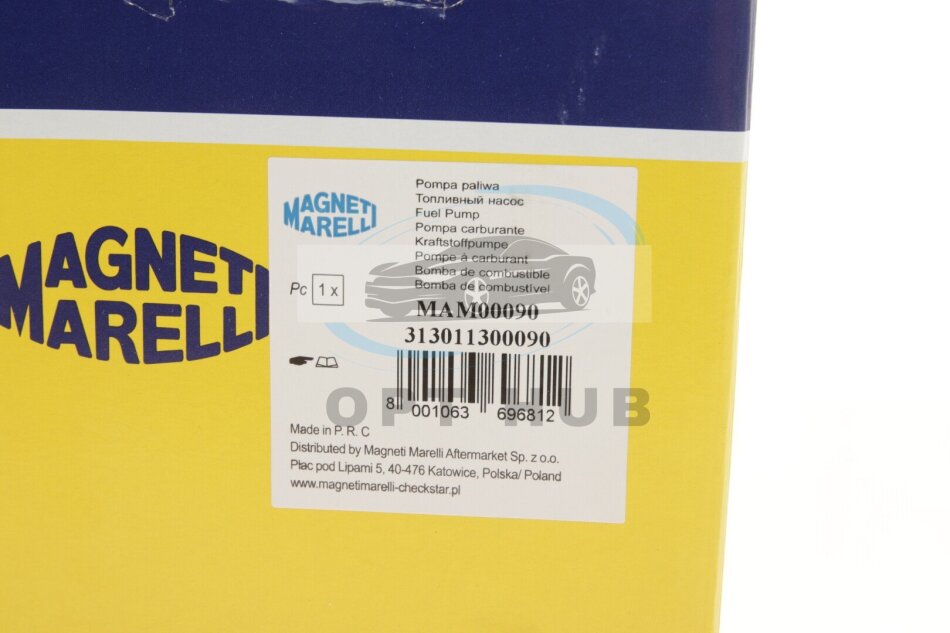 MAGNETI
MARELLI
MAGNETI
MARELLI
Pompa paliwa
Топливный насос
Fuel Pump
Pompa carburante
Kraftstoffpumpe
Pompe à carburant
Bomba de combustible
Bomba de combustível
Pc 1 x
MAM00090
313011300090
8 001063 696812
OPT HUB
Made in P. R. C
Distributed by Magneti Marelli Aftermarket Sp. z o.o.
Plac pod Lipami 5, 40-476 Katowice, Polska/ Poland
www.magnetimarelli-checkstar.pl